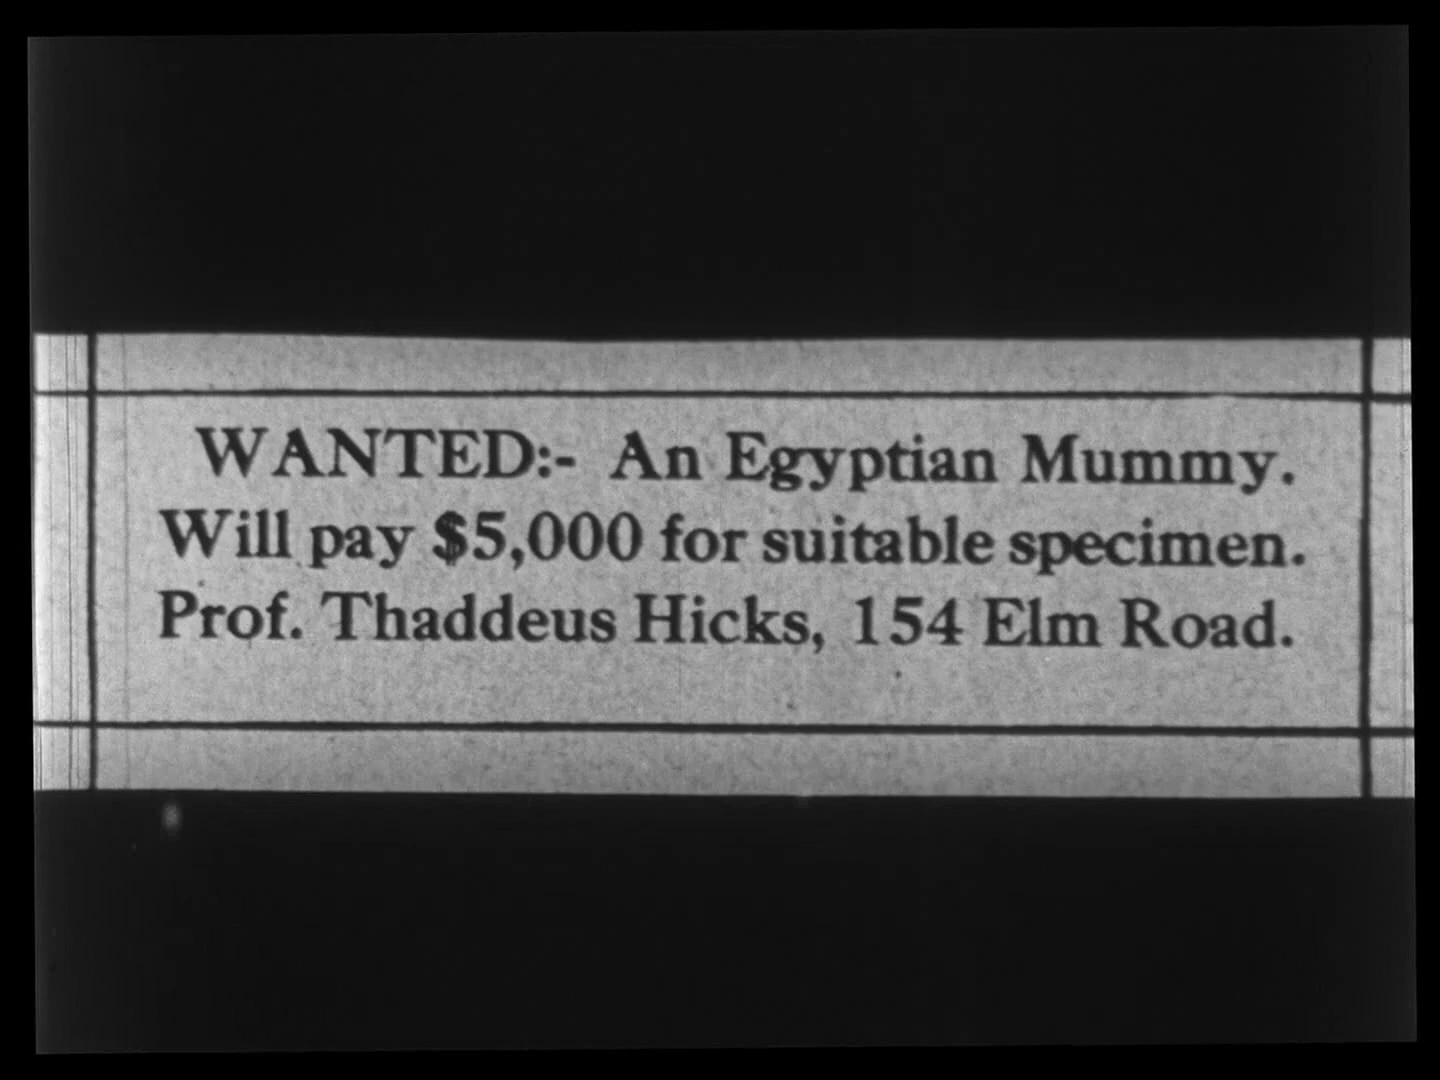 WANTED:- An Egyptian Mummy.
Will pay $5,000 for suitable specimen.
Prof. Thaddeus Hicks, 154 Elm Road.